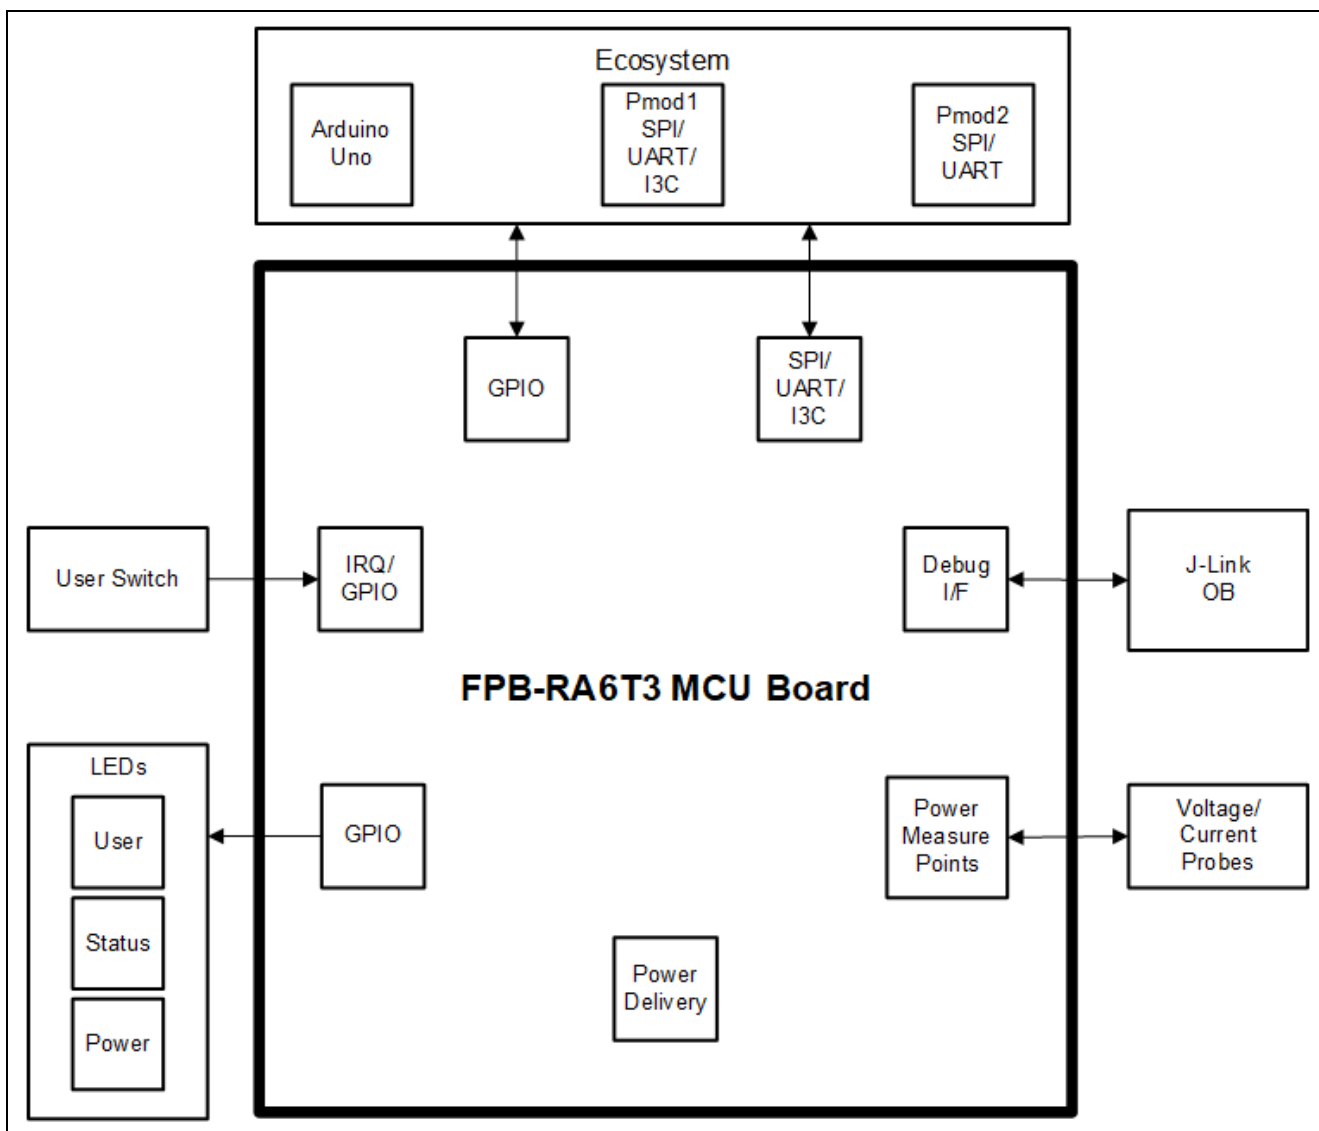 Ecosystem
Arduino
Uno
Pmod1
SPI/
UART/
I3C
Pmod2
SPI/
UART
GPIO
SPI/
UART/
I3C
User Switch
IRQ/
GPIO
Debug
I/F
J-Link
OB
FPB-RA6T3 MCU Board
LEDs
User
Status
Power
GPIO
Power
Measure
Points
Voltage/
Current
Probes
Power
Delivery